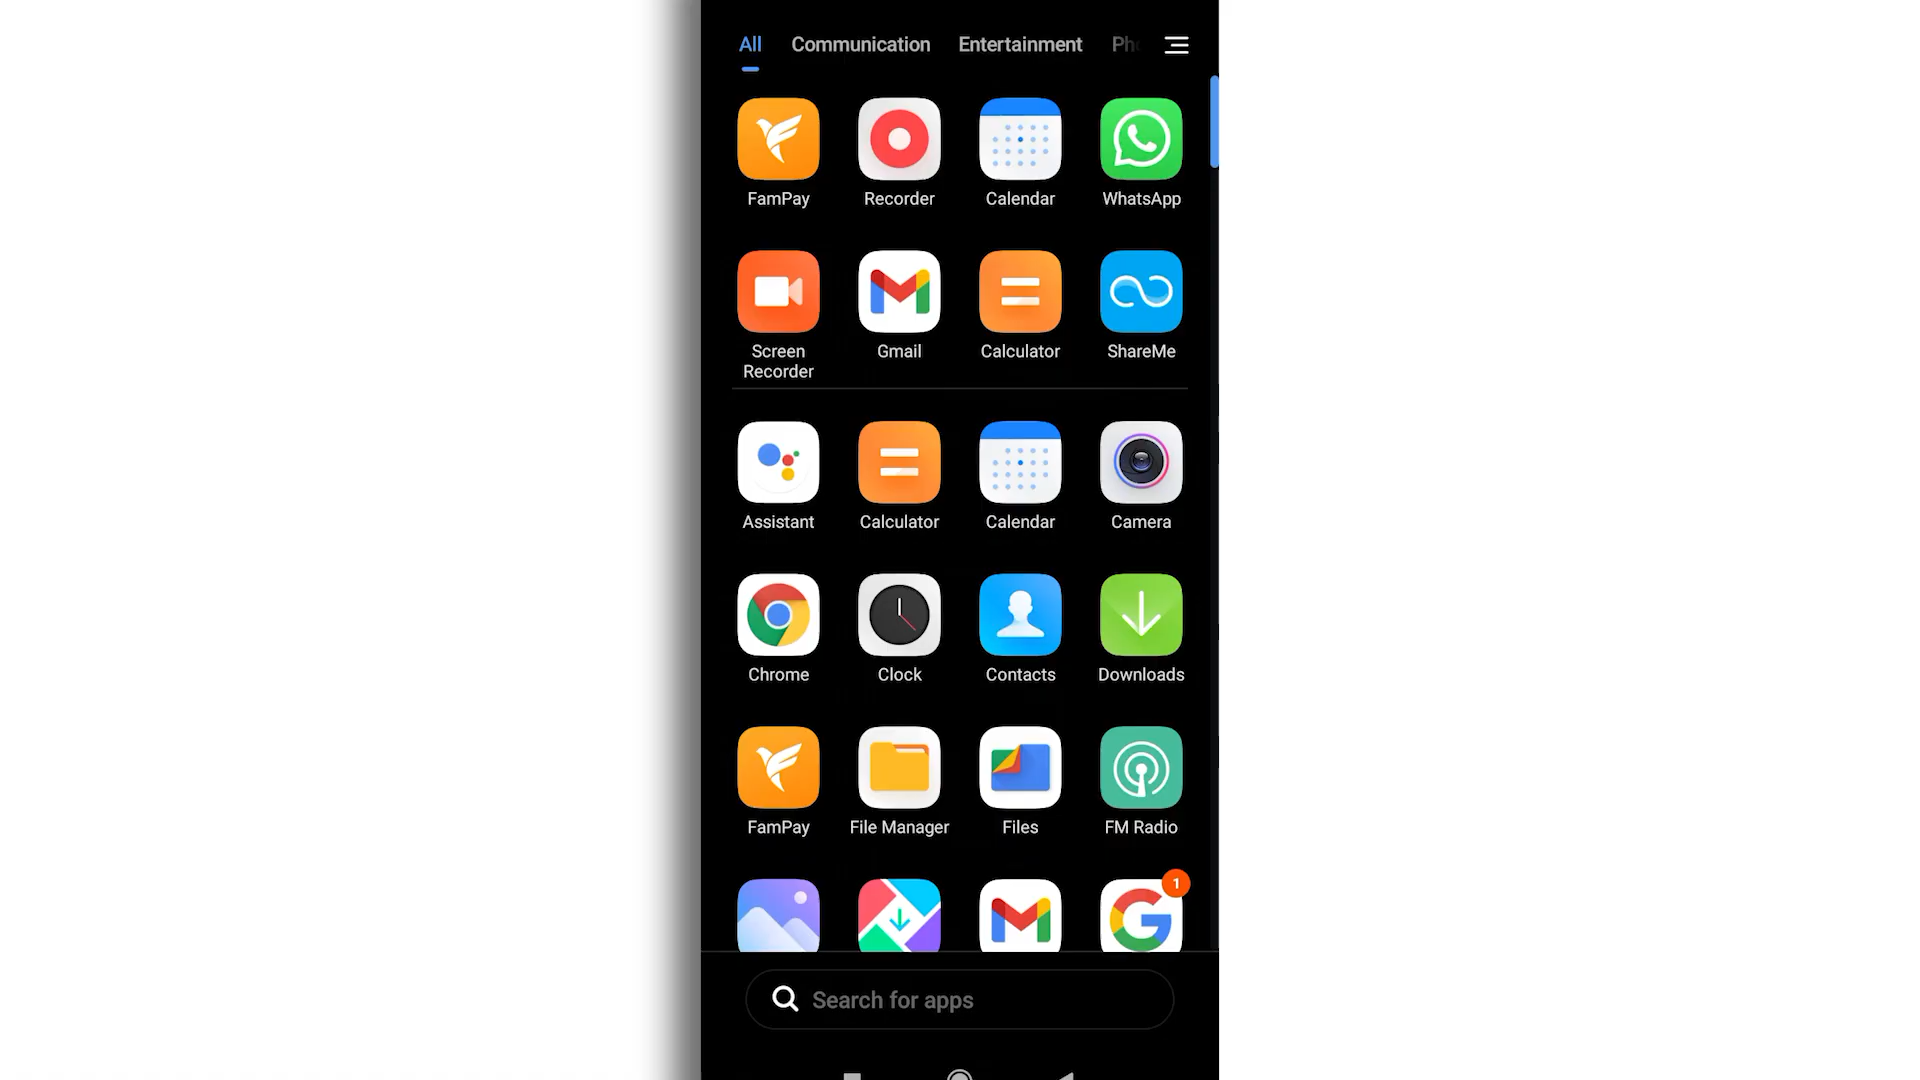 All Communication Entertainment Pho
FamPay Recorder Calendar WhatsApp
Screen Recorder Gmail Calculator ShareMe
Assistant Calculator Calendar Camera
Chrome Clock Contacts Downloads
FamPay File Manager Files FM Radio
1
Search for apps